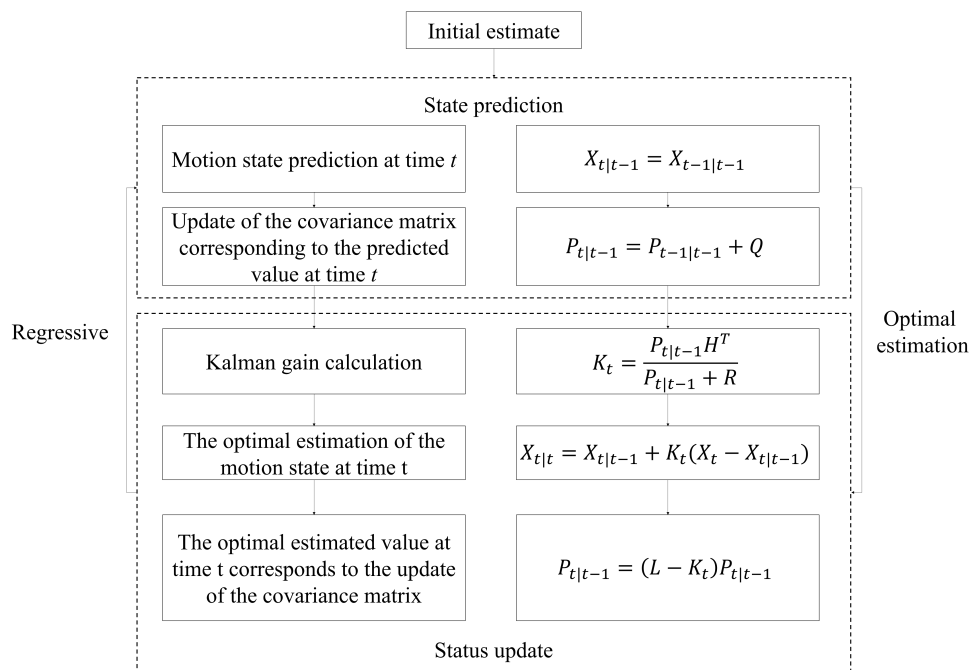 Initial estimate
State prediction
Motion state prediction at time t
X_{t|t−1} = X_{t−1|t−1}
Update of the covariance matrix
corresponding to the predicted
value at time t
P_{t|t−1} = P_{t−1|t−1} + Q
Regressive
Optimal
estimation
Kalman gain calculation
K_t = \frac{P_{t|t−1}H^T}{P_{t|t−1} + R}
The optimal estimation of the
motion state at time t
X_{t|t} = X_{t|t−1} + K_t(X_t − X_{t|t−1})
The optimal estimated value at
time t corresponds to the update
of the covariance matrix
P_{t|t−1} = (L − K_t)P_{t|t−1}
Status update